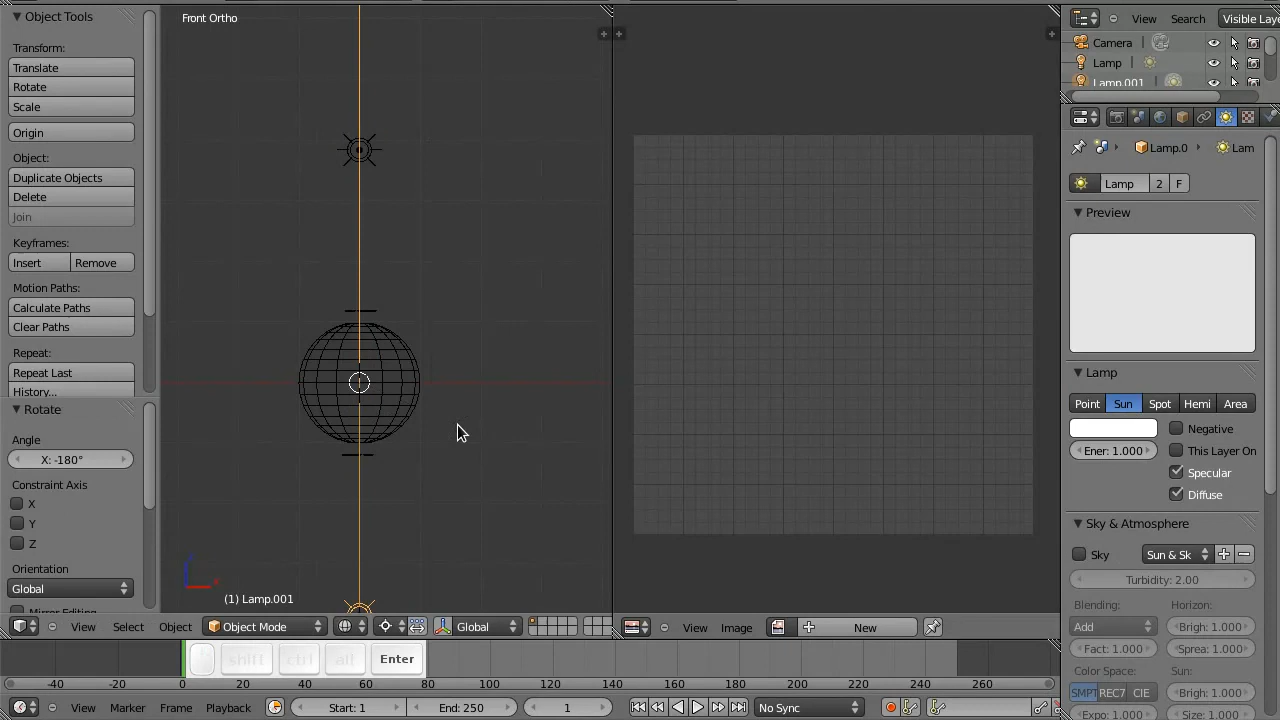 Object Tools
Transform:
Translate
Rotate
Scale
Origin
Object:
Duplicate Objects
Delete
Join
Keyframes:
Insert Remove
Motion Paths:
Calculate Paths
Clear Paths
Repeat:
Repeat Last
History...
Rotate
Angle
X: -180°
Constraint Axis
X
Y
Z
Orientation
Global
Front Ortho
(1) Lamp.001
View Select Object Object Mode Global
View Image New
View Search Visible Laye
Camera
Lamp
Lamp.001
Lamp.0 Lam
Lamp 2 F
Preview
Lamp
Point Sun Spot Hemi Area
Negative
Ener: 1.000 This Layer On
Specular
Diffuse
Sky & Atmosphere
Sky Sun & Sk
Turbidity: 2.00
Blending: Horizon:
Add Brigh: 1.000
Fact: 1.000 Sprea: 1.000
Color Space: Sun:
SMPT REC7 CIE Brigh: 1.000
Expo: 1.000 Size: 1.000
shift ctrl alt Enter
-40 -20 0 20 40 60 80 100 120 140 160 180 200 220 240 260
View Marker Frame Playback Start: 1 End: 250 1 No Sync